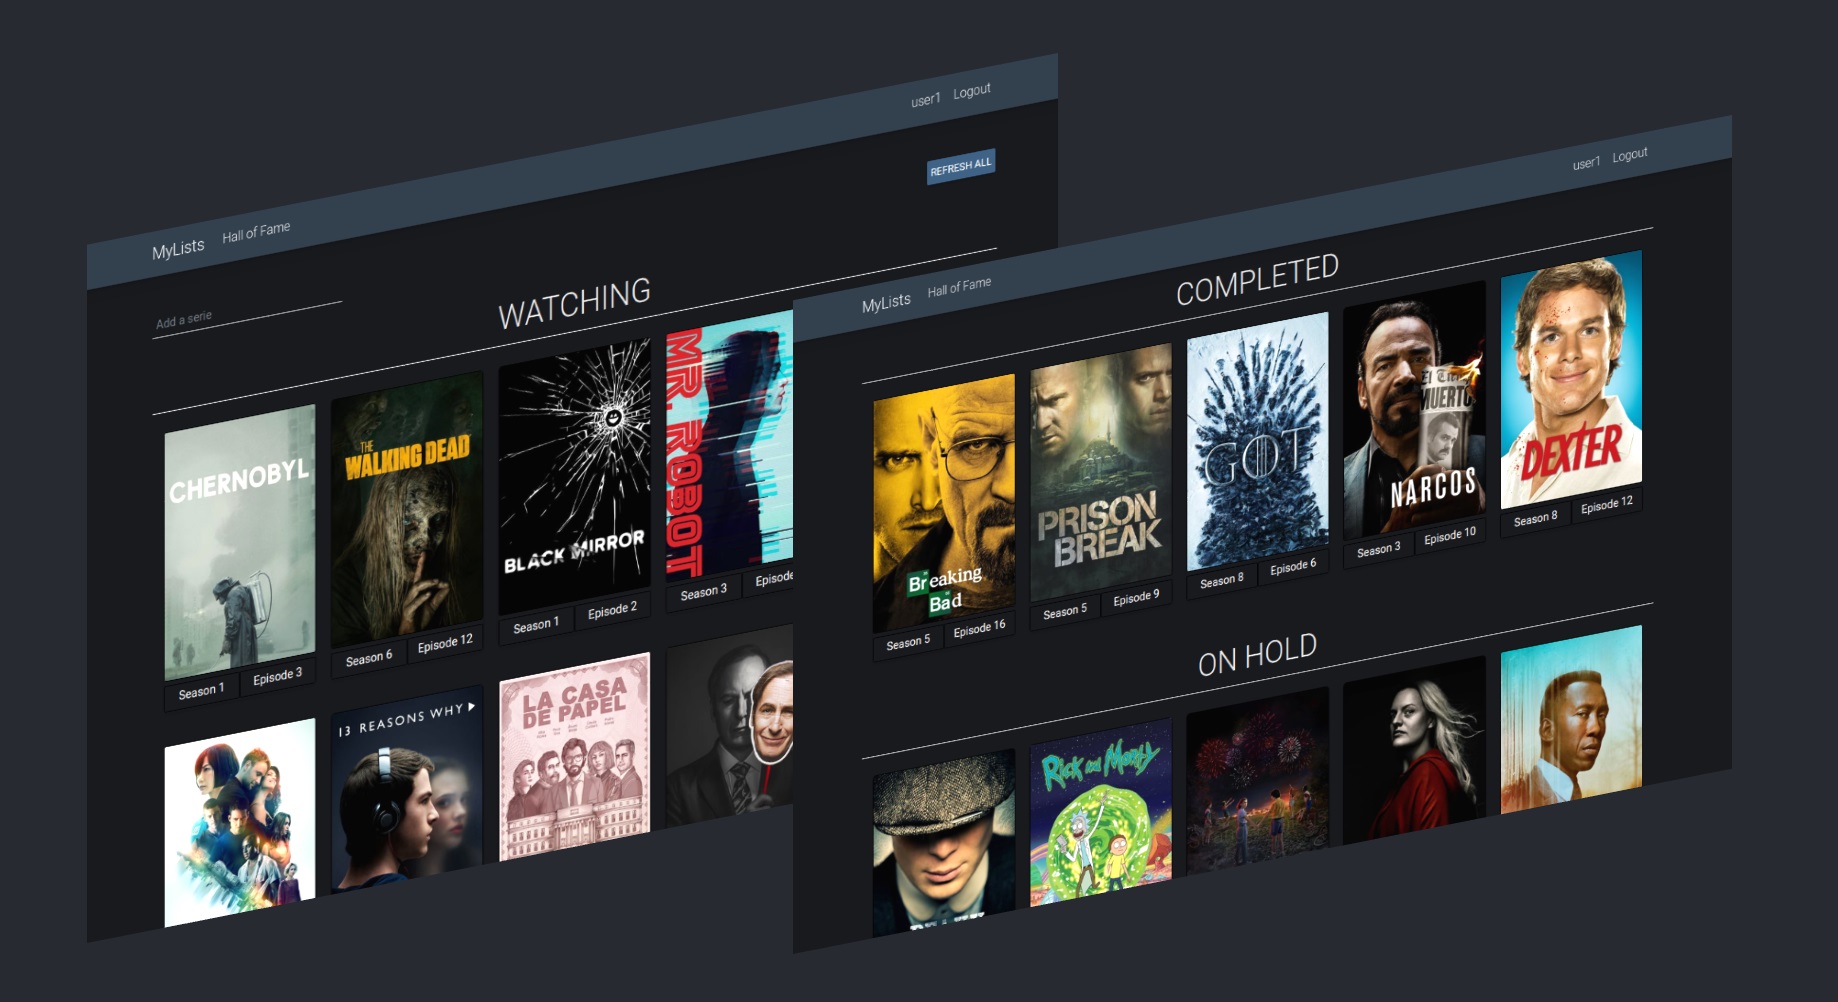 MyLists
Hall of Fame
user1
Logout
REFRESH ALL
Add a serie
WATCHING
CHERNOBYL
Season 1
Episode 3
THE
WALKING DEAD
Season 6
Episode 12
BLACK MIRROR
Season 1
Episode 2
MR. ROBOT
Season 3
Episode
13 REASONS WHY
LA CASA
DE PAPEL
MyLists
Hall of Fame
user1
Logout
COMPLETED
Breaking
Bad
Season 5
Episode 16
PRISON
BREAK
Season 5
Episode 9
GOT
Season 8
Episode 6
MUERTO
NARCOS
Season 3
Episode 10
DEXTER
Season 8
Episode 12
ON HOLD
Rick and Morty